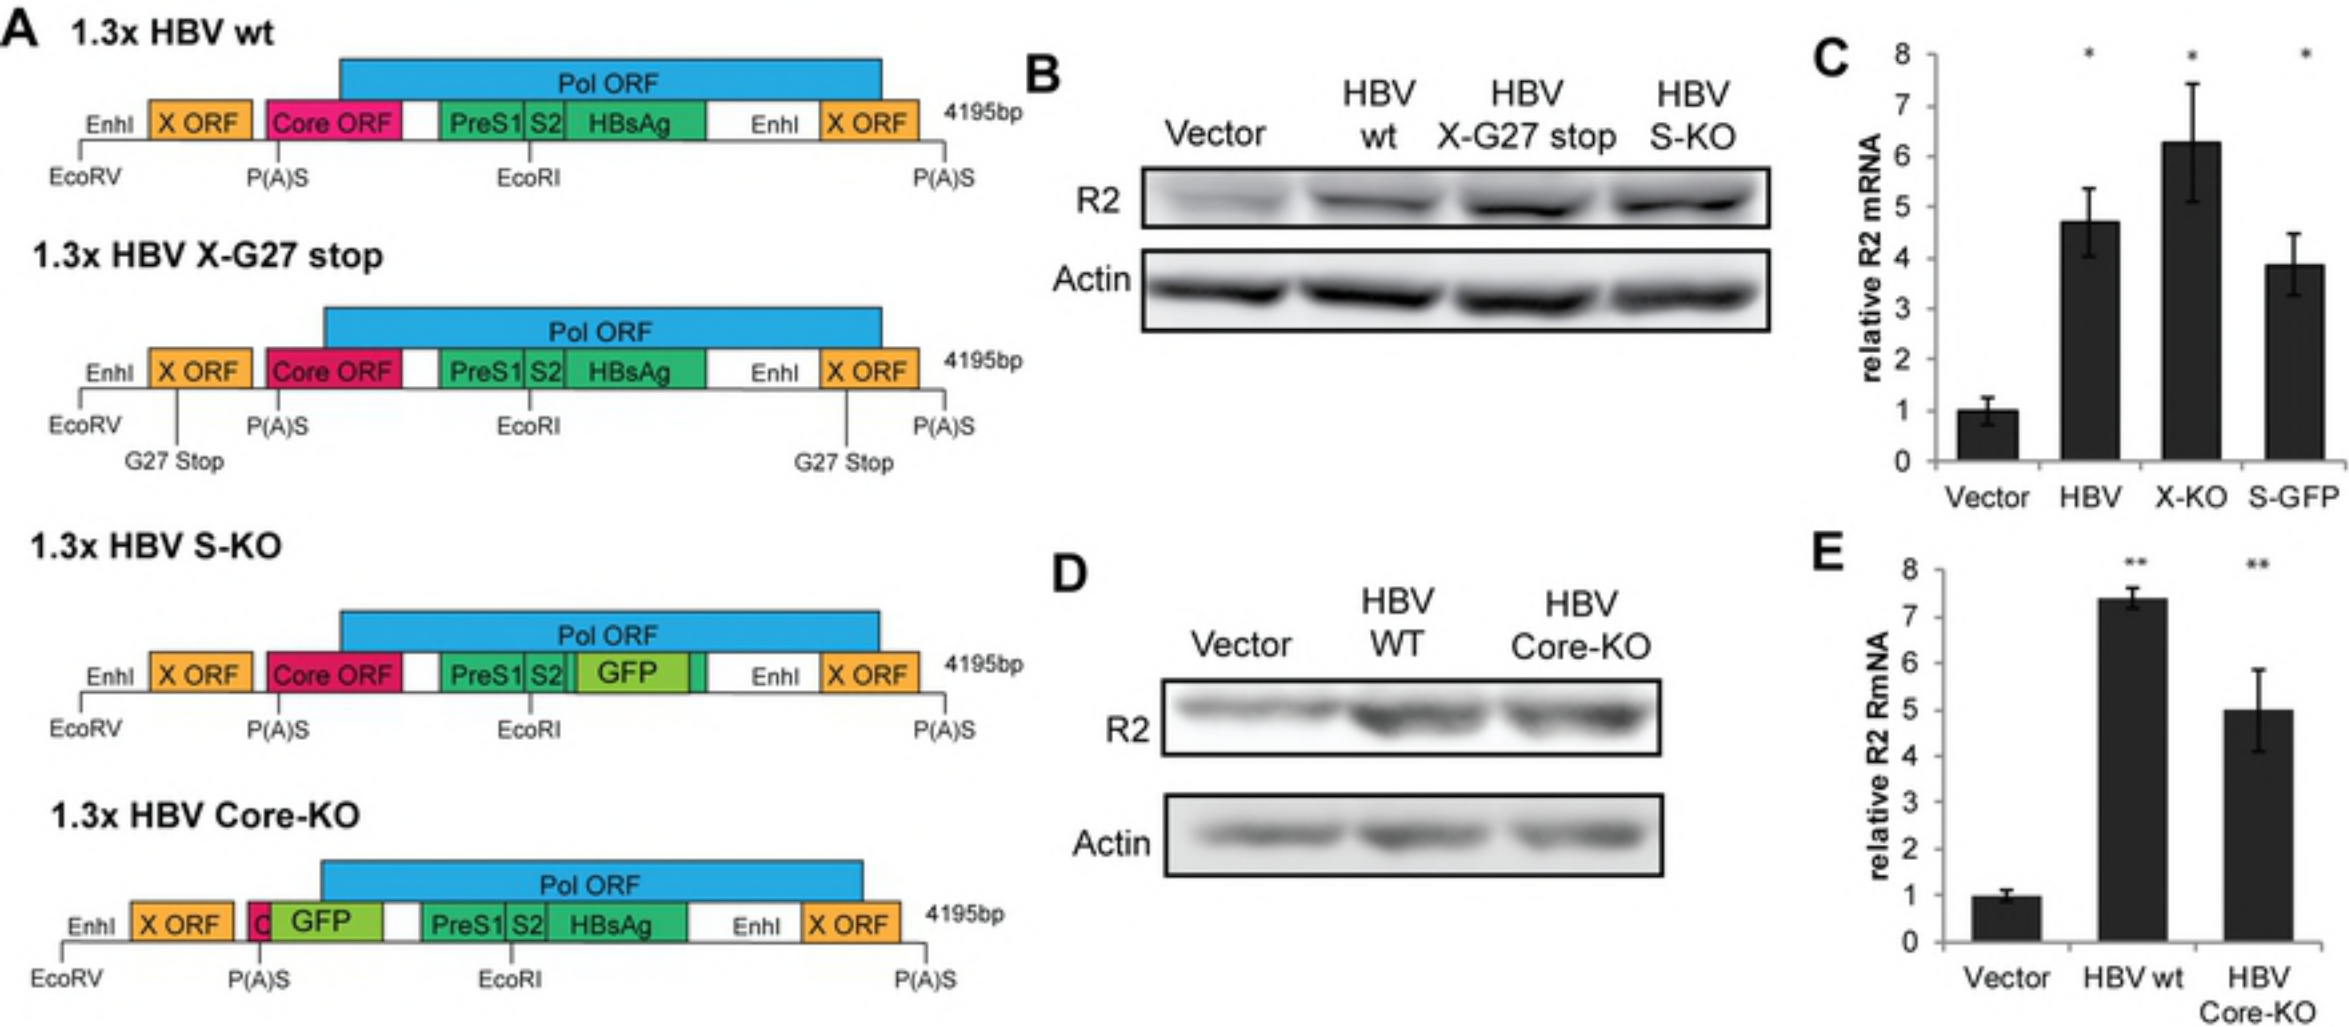 A
1.3x HBV wt
Pol ORF
EnhI X ORF Core ORF PreS1 S2 HBsAg EnhI X ORF 4195bp
EcoRV P(A)S EcoRI P(A)S
1.3x HBV X-G27 stop
Pol ORF
EnhI X ORF Core ORF PreS1 S2 HBsAg EnhI X ORF 4195bp
EcoRV P(A)S EcoRI P(A)S
G27 Stop G27 Stop
1.3x HBV S-KO
Pol ORF
EnhI X ORF Core ORF PreS1 S2 GFP EnhI X ORF 4195bp
EcoRV P(A)S EcoRI P(A)S
1.3x HBV Core-KO
Pol ORF
EnhI X ORF C GFP PreS1 S2 HBsAg EnhI X ORF 4195bp
EcoRV P(A)S EcoRI P(A)S
B
HBV HBV HBV
Vector wt X-G27 stop S-KO
R2
Actin
C
relative R2 mRNA
8 * * *
7
6
5
4
3
2
1
0
Vector HBV X-KO S-GFP
D
HBV HBV
Vector WT Core-KO
R2
Actin
E
relative R2 RmNA
8 ** **
7
6
5
4
3
2
1
0
Vector HBV wt HBV
Core-KO